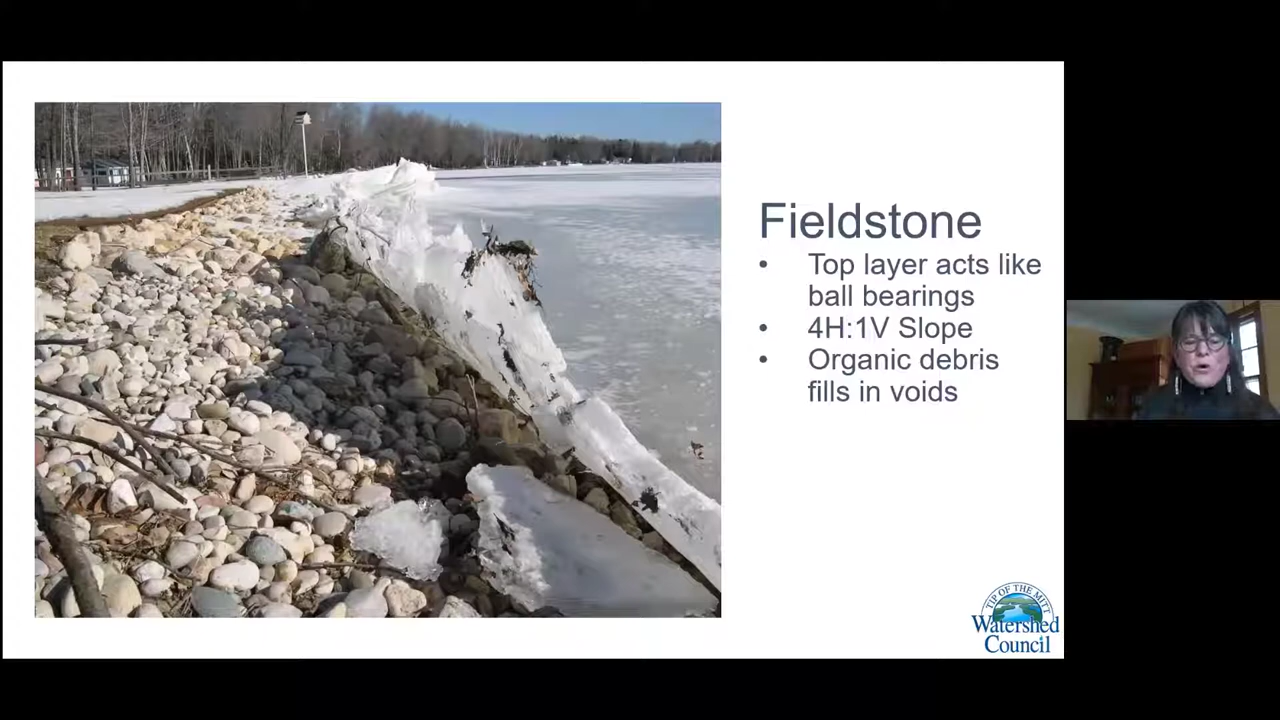 Fieldstone
• Top layer acts like
ball bearings
• 4H:1V Slope
• Organic debris
fills in voids
TIP OF THE MITT
Watershed
Council